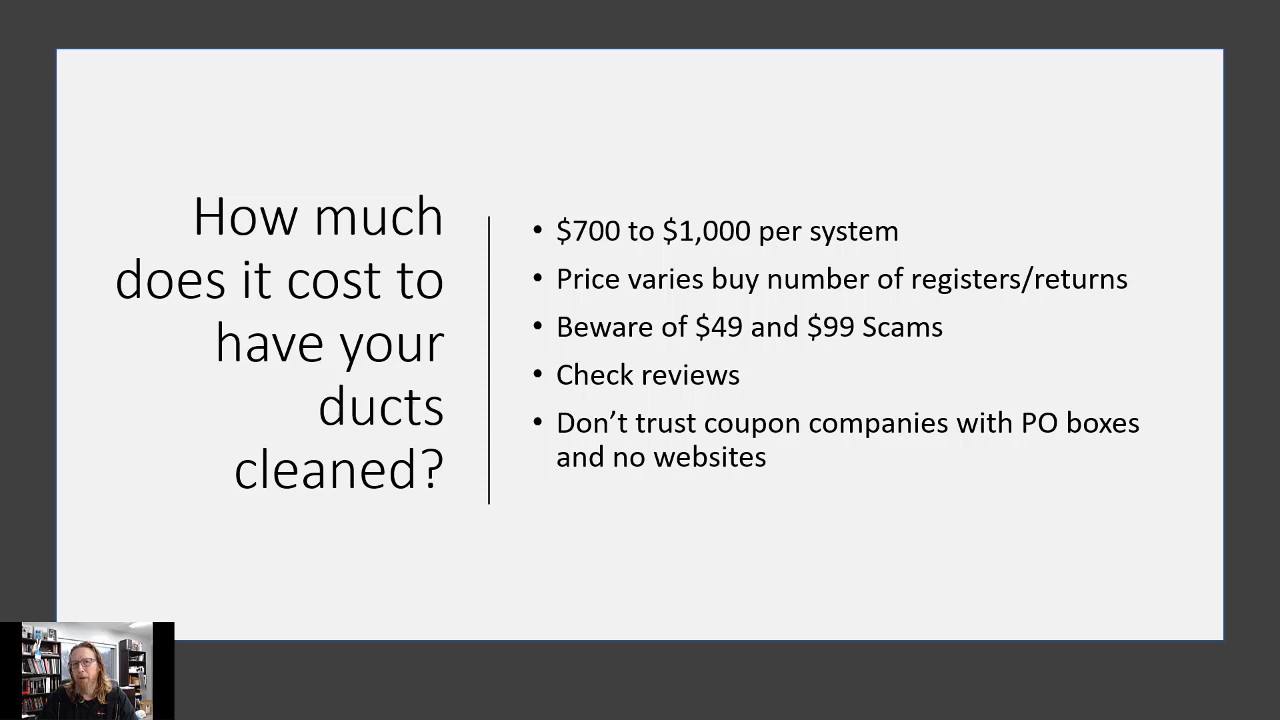 How much
does it cost to
have your
ducts
cleaned?
• $700 to $1,000 per system
• Price varies buy number of registers/returns
• Beware of $49 and $99 Scams
• Check reviews
• Don’t trust coupon companies with PO boxes
and no websites